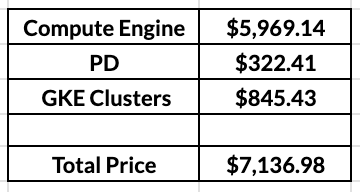 Compute Engine $5,969.14
PD $322.41
GKE Clusters $845.43
Total Price $7,136.98